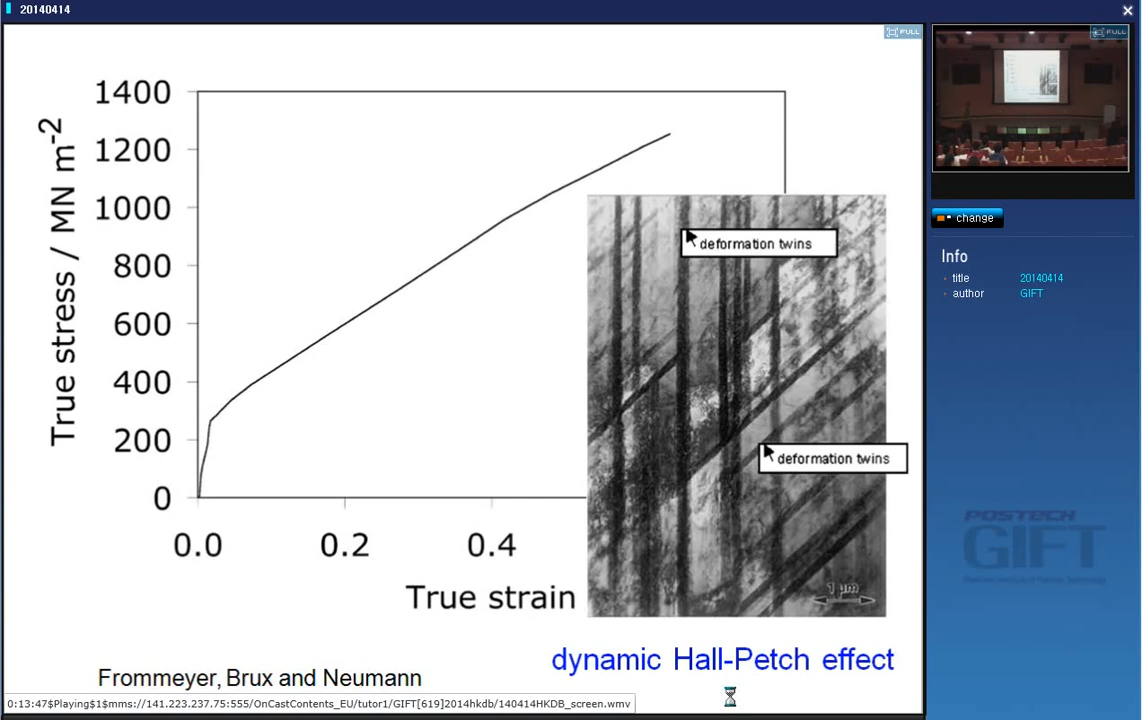 20140414
FULL
FULL
1400
1200
1000
800
600
400
200
0
True stress / MN m-2
0.0 0.2 0.4
True strain
deformation twins
deformation twins
1 µm
dynamic Hall-Petch effect
Frommeyer, Brux and Neumann
0:13:47$Playing$1$mms://141.223.237.75:555/OnCastContents_EU/tutor1/GIFT[619]2014hkdb/140414HKDB_screen.wmv
change
Info
title 20140414
author GIFT
POSTECH
GIFT